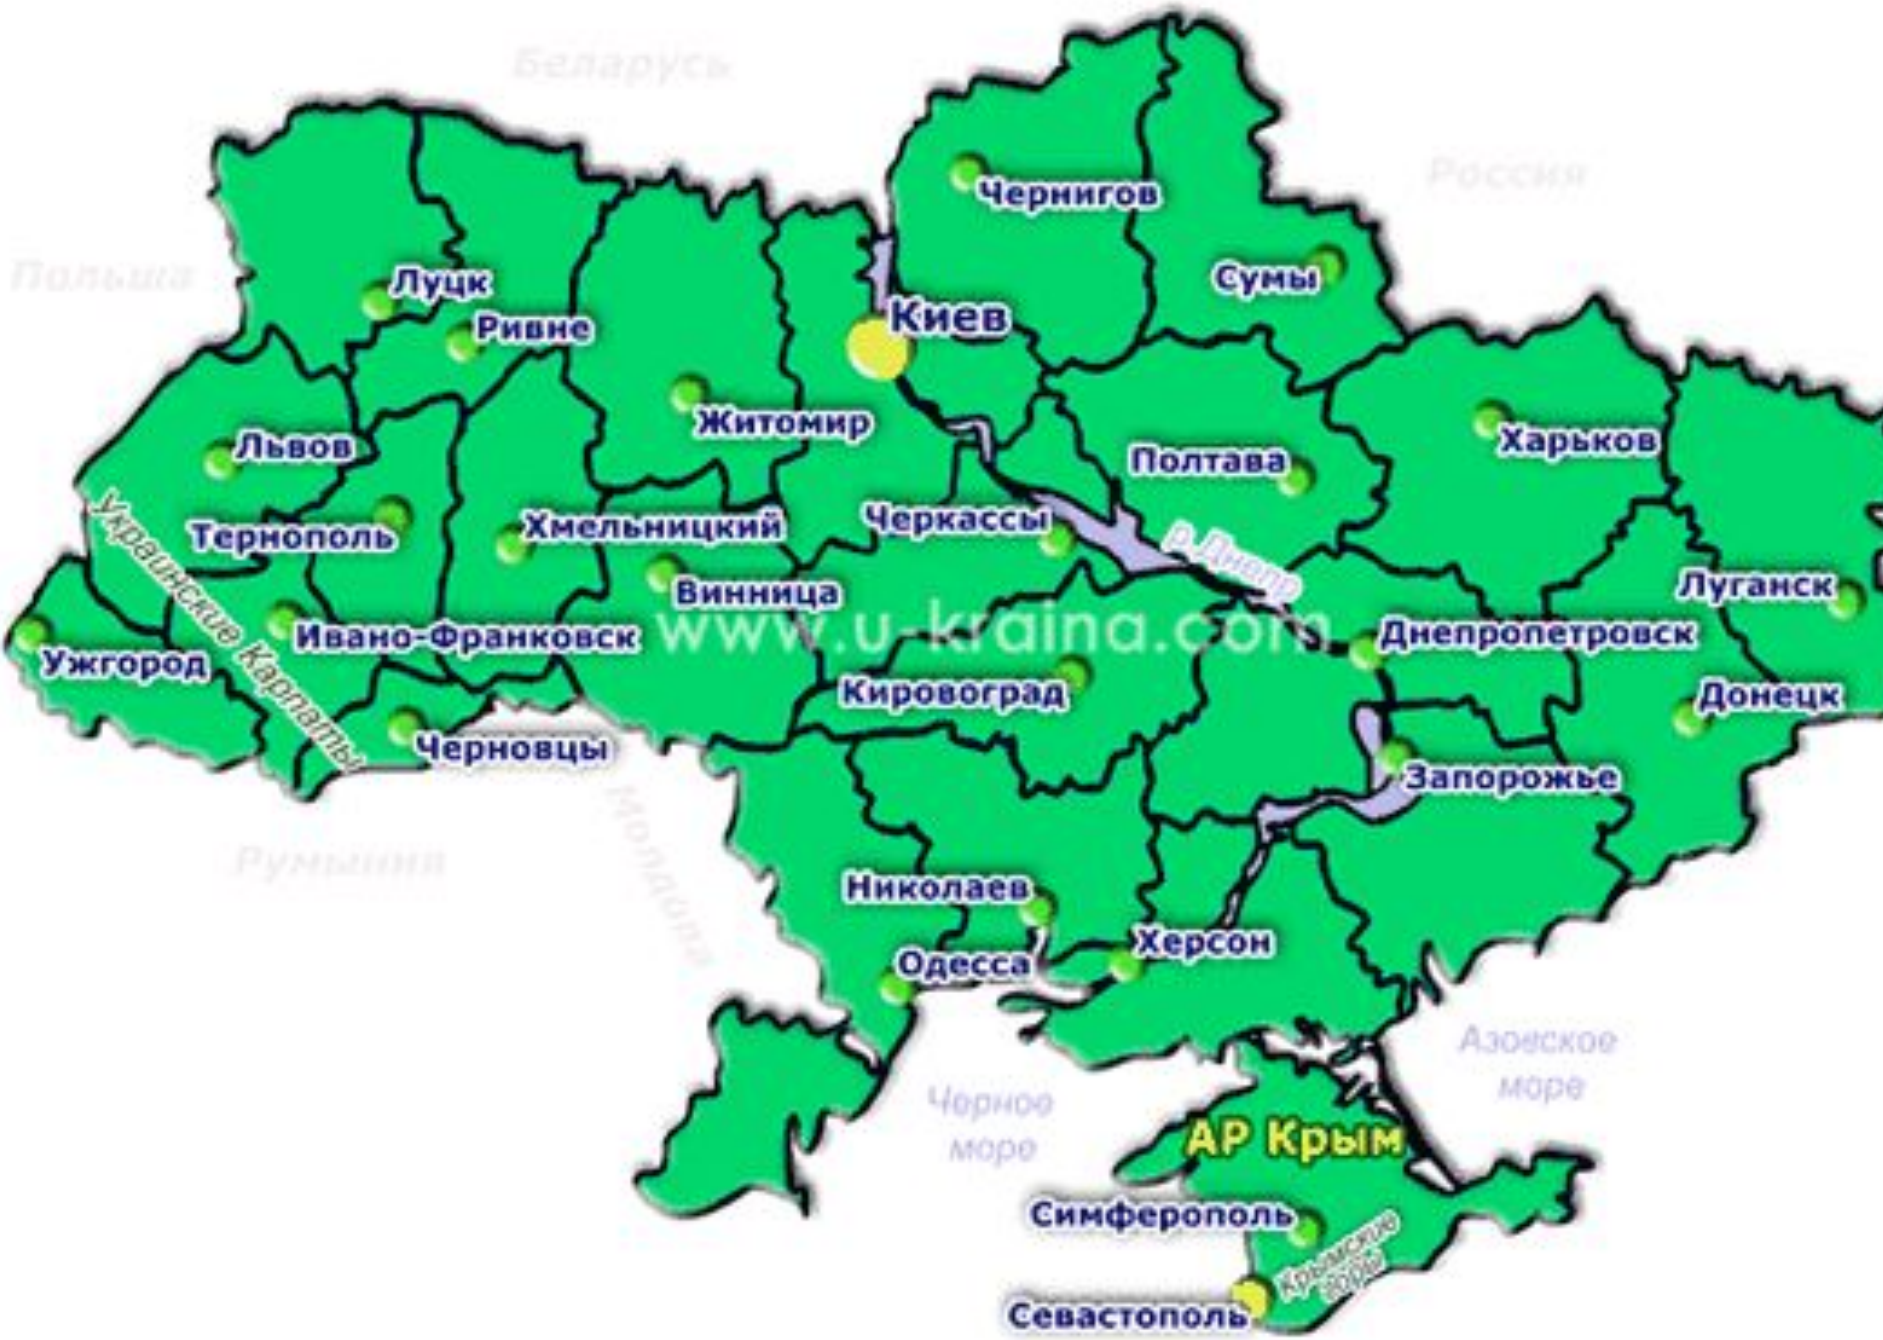 Беларусь
Россия
Чернигов
Польша
Сумы
Луцк
Ривне
Киев
Житомир
Львов
Харьков
Полтава
Тернополь
Хмельницкий
Черкассы
р.Днепр
Украинские Карпаты
Винница
Луганск
www.u-kraina.com
Ивано-Франковск
Днепропетровск
Ужгород
Кировоград
Донецк
Черновцы
Запорожье
Молдова
Румыния
Николаев
Херсон
Одесса
Азовское
море
Черное
море
АР Крым
Симферополь
Крымские
горы
Севастополь